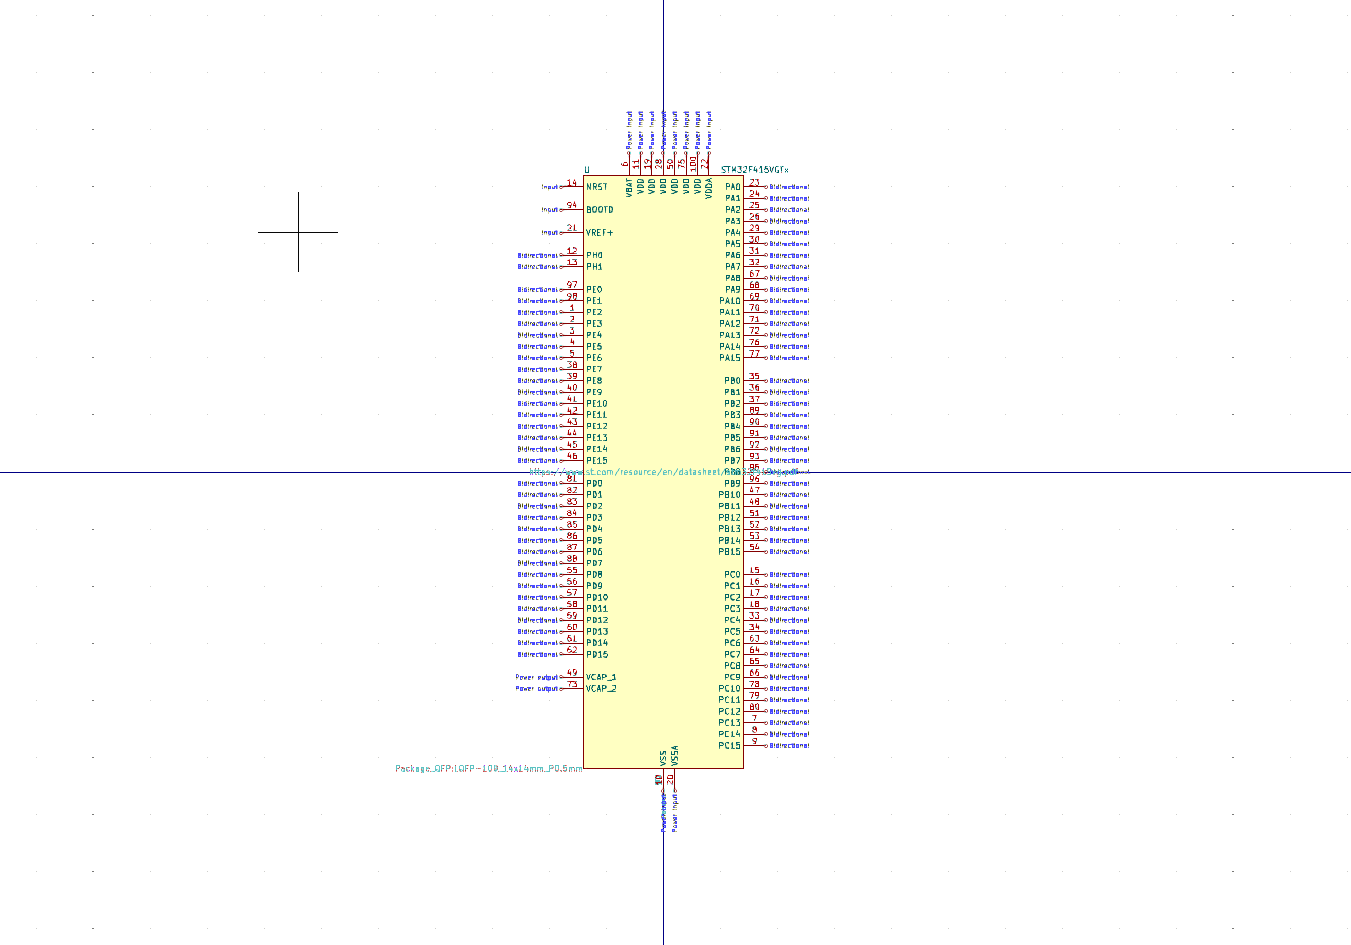 Power input Power input Power input Power input Power input Power input Power input Power input
6 11 19 28 50 75 100 22
U STM32F415VGTx
VBAT VDD VDD VDD VDD VDD VDD VDDA
Input 14 NRST PA0 23 Bidirectional
PA1 24 Bidirectional
Input 94 BOOT0 PA2 25 Bidirectional
PA3 26 Bidirectional
Input 21 VREF+ PA4 29 Bidirectional
PA5 30 Bidirectional
Bidirectional 12 PH0 PA6 31 Bidirectional
Bidirectional 13 PH1 PA7 32 Bidirectional
PA8 67 Bidirectional
Bidirectional 97 PE0 PA9 68 Bidirectional
Bidirectional 98 PE1 PA10 69 Bidirectional
Bidirectional 1 PE2 PA11 70 Bidirectional
Bidirectional 2 PE3 PA12 71 Bidirectional
Bidirectional 3 PE4 PA13 72 Bidirectional
Bidirectional 4 PE5 PA14 76 Bidirectional
Bidirectional 5 PE6 PA15 77 Bidirectional
Bidirectional 38 PE7
Bidirectional 39 PE8 PB0 35 Bidirectional
Bidirectional 40 PE9 PB1 36 Bidirectional
Bidirectional 41 PE10 PB2 37 Bidirectional
Bidirectional 42 PE11 PB3 89 Bidirectional
Bidirectional 43 PE12 PB4 90 Bidirectional
Bidirectional 44 PE13 PB5 91 Bidirectional
Bidirectional 45 PE14 PB6 92 Bidirectional
Bidirectional 46 PE15 PB7 93 Bidirectional
PB8 95
Bidirectional 81 PD0 PB9 96 Bidirectional
Bidirectional 82 PD1 PB10 47 Bidirectional
Bidirectional 83 PD2 PB11 48 Bidirectional
Bidirectional 84 PD3 PB12 51 Bidirectional
Bidirectional 85 PD4 PB13 52 Bidirectional
Bidirectional 86 PD5 PB14 53 Bidirectional
Bidirectional 87 PD6 PB15 54 Bidirectional
Bidirectional 88 PD7
Bidirectional 55 PD8 PC0 15 Bidirectional
Bidirectional 56 PD9 PC1 16 Bidirectional
Bidirectional 57 PD10 PC2 17 Bidirectional
Bidirectional 58 PD11 PC3 18 Bidirectional
Bidirectional 59 PD12 PC4 33 Bidirectional
Bidirectional 60 PD13 PC5 34 Bidirectional
Bidirectional 61 PD14 PC6 63 Bidirectional
Bidirectional 62 PD15 PC7 64 Bidirectional
PC8 65 Bidirectional
Power output 49 VCAP_1 PC9 66 Bidirectional
Power output 73 VCAP_2 PC10 78 Bidirectional
PC11 79 Bidirectional
PC12 80 Bidirectional
PC13 7 Bidirectional
PE14 8 Bidirectional
PC15 9 Bidirectional
VSS VSSA
Package_QFP:LQFP-100_14x14mm_P0.5mm
20
Power input Power input